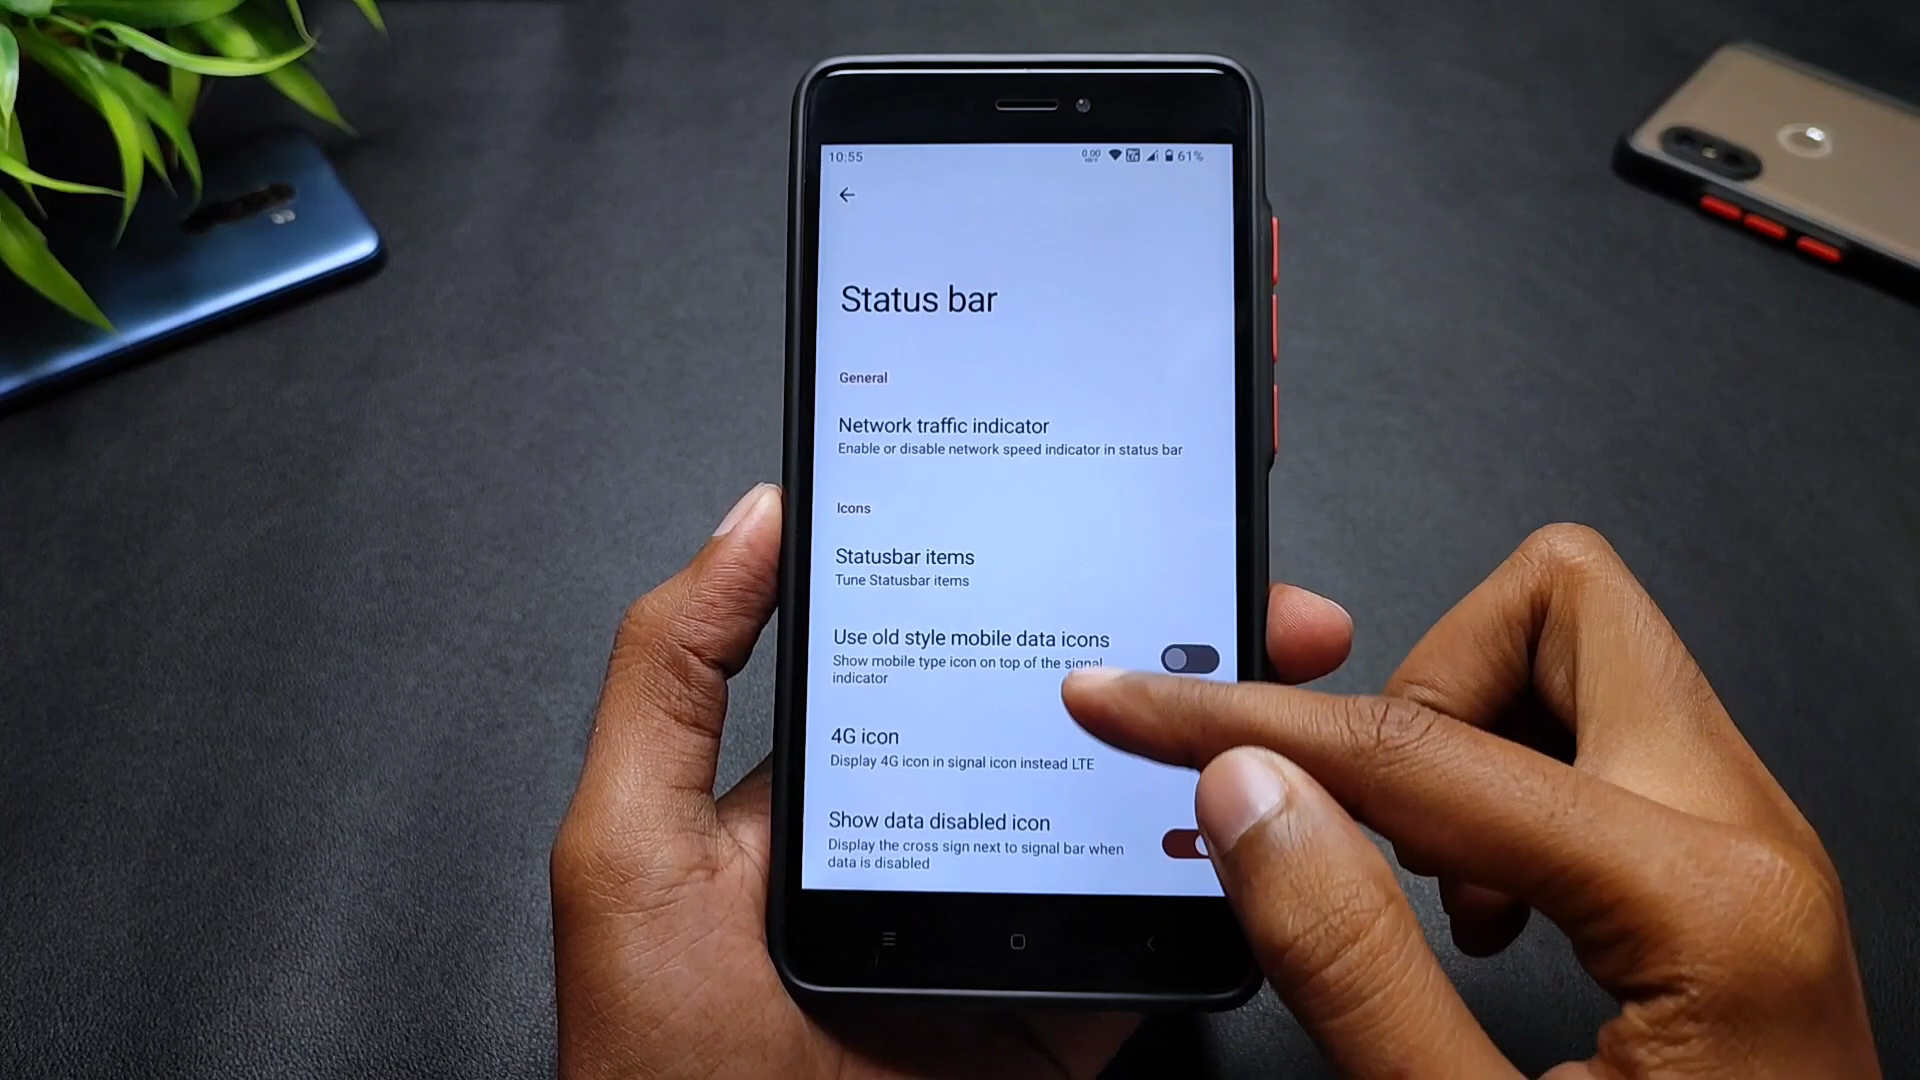 10:55
0.00
61%
Status bar
General
Network traffic indicator
Enable or disable network speed indicator in status bar
Icons
Statusbar items
Tune Statusbar items
Use old style mobile data icons
Show mobile type icon on top of the signal
indicator
4G icon
Display 4G icon in signal icon instead LTE
Show data disabled icon
Display the cross sign next to signal bar when
data is disabled